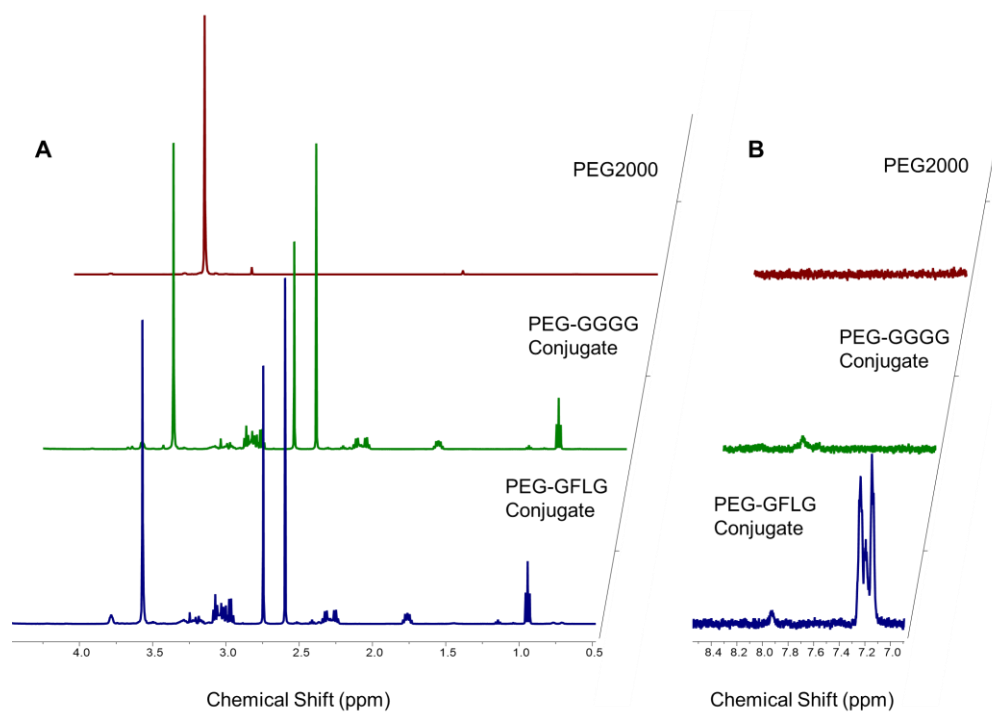 A
PEG2000
PEG-GGGG
Conjugate
PEG-GFLG
Conjugate
4.0 3.5 3.0 2.5 2.0 1.5 1.0 0.5
Chemical Shift (ppm)
B
PEG2000
PEG-GGGG
Conjugate
PEG-GFLG
Conjugate
8.4 8.2 8.0 7.8 7.6 7.4 7.2 7.0
Chemical Shift (ppm)